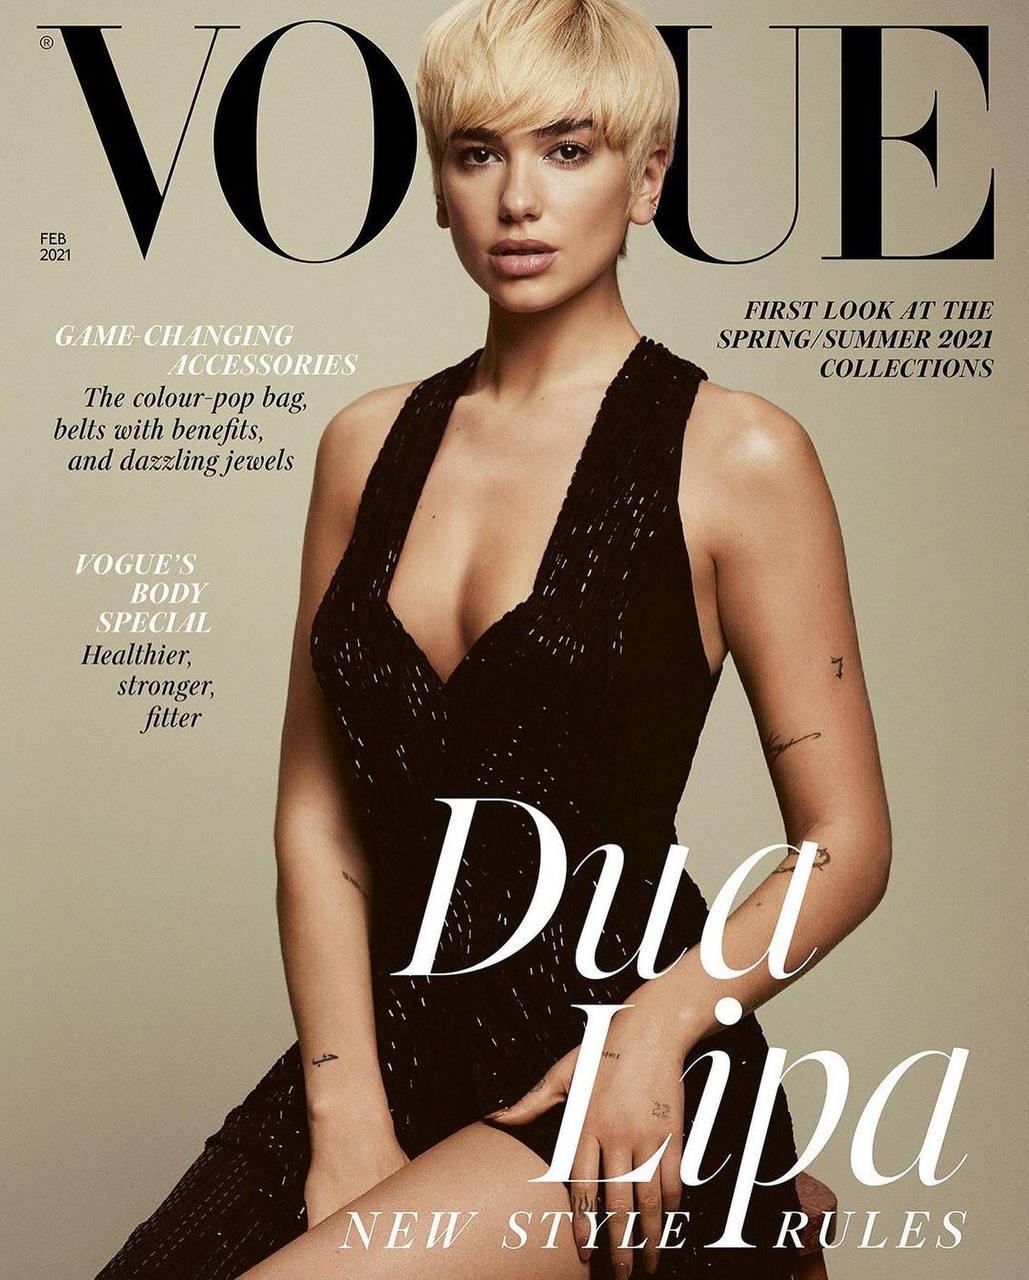 VOGUE
®
FEB
2021
GAME-CHANGING
ACCESSORIES
The colour-pop bag,
belts with benefits,
and dazzling jewels
FIRST LOOK AT THE
SPRING/SUMMER 2021
COLLECTIONS
VOGUE'S
BODY
SPECIAL
Healthier,
stronger,
fitter
Dua
Lipa
NEW STYLE RULES